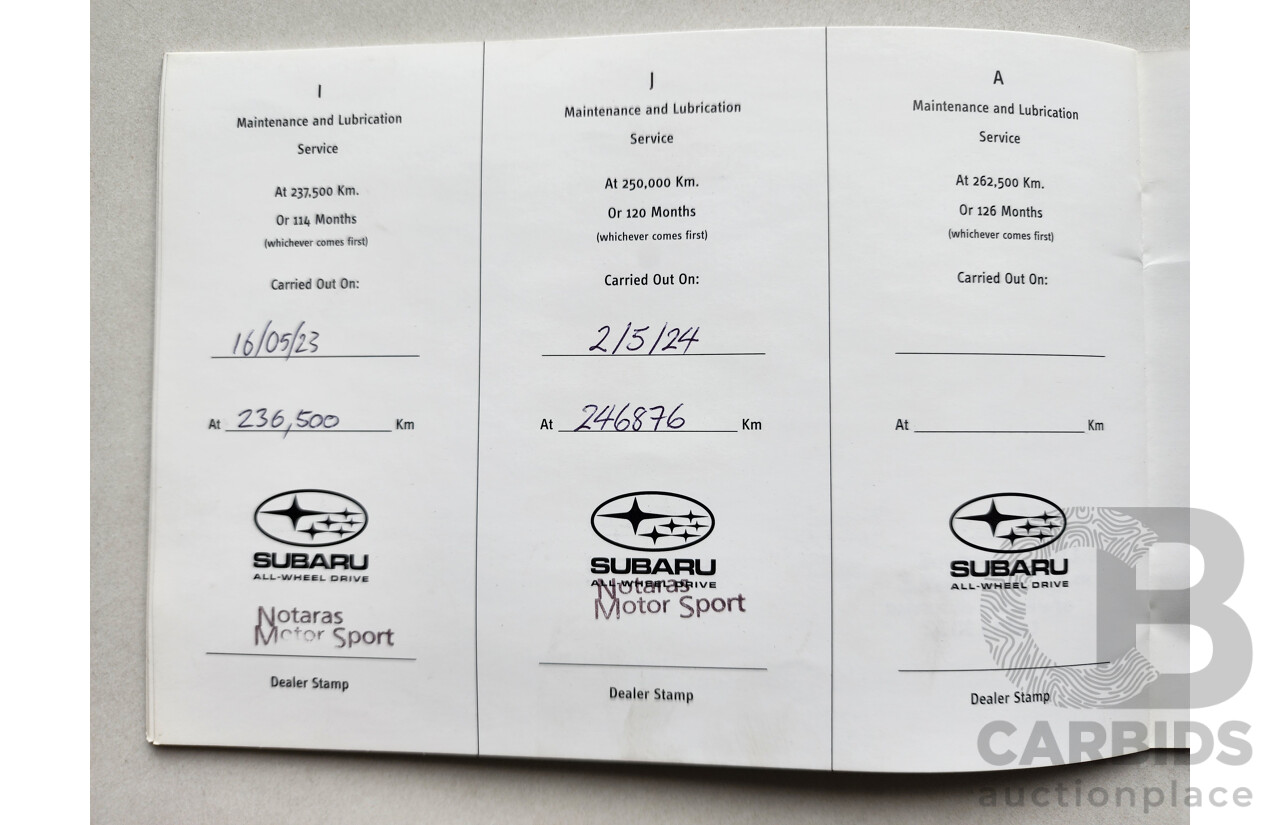 I
Maintenance and Lubrication
Service
At 237,500 Km.
Or 114 Months
(whichever comes first)
Carried Out On:
16/05/23
At 236,500 Km
SUBARU
ALL-WHEEL DRIVE
Notaras
Motor Sport
Dealer Stamp
J
Maintenance and Lubrication
Service
At 250,000 Km.
Or 120 Months
(whichever comes first)
Carried Out On:
2/5/24
At 246876 Km
SUBARU
ALL-WHEEL DRIVE
Notaras
Motor Sport
Dealer Stamp
A
Maintenance and Lubrication
Service
At 262,500 Km.
Or 126 Months
(whichever comes first)
Carried Out On:
At Km
SUBARU
ALL-WHEEL DRIVE
Dealer Stamp
CB
CARBIDS
auctionplace